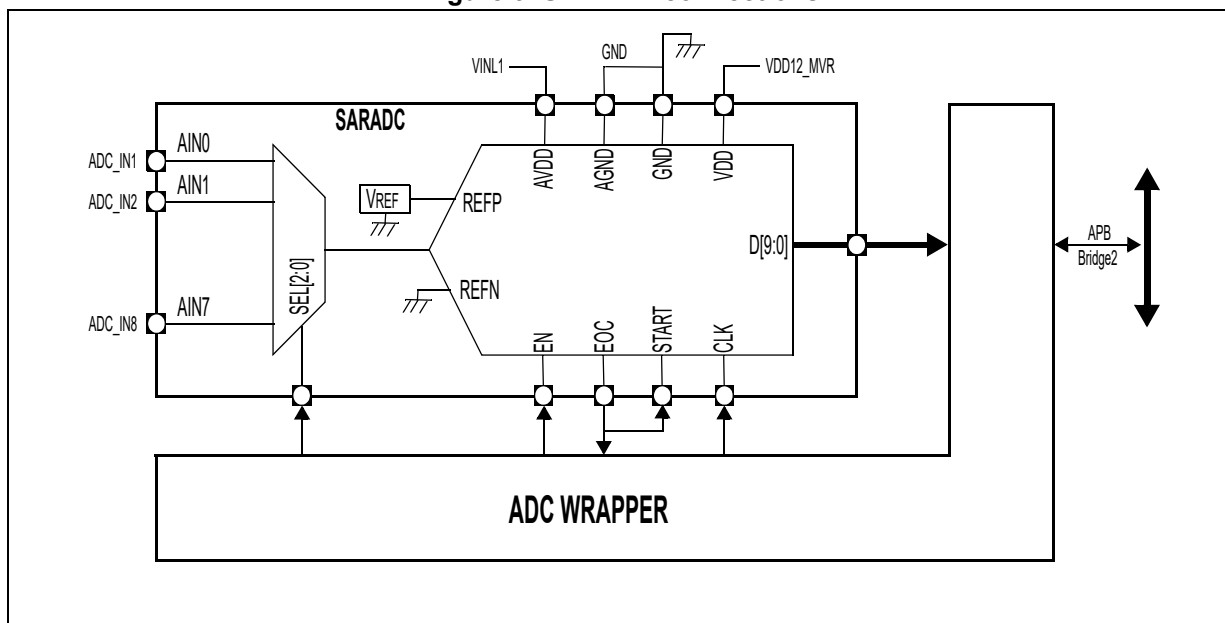 GND
VINL1
VDD12_MVR
SARADC
ADC_IN1
AIN0
AVDD
AGND
GND
VDD
ADC_IN2
AIN1
VREF
REFP
D[9:0]
APB
Bridge2
SEL[2:0]
REFN
ADC_IN8
AIN7
EN
EOC
START
CLK
ADC WRAPPER